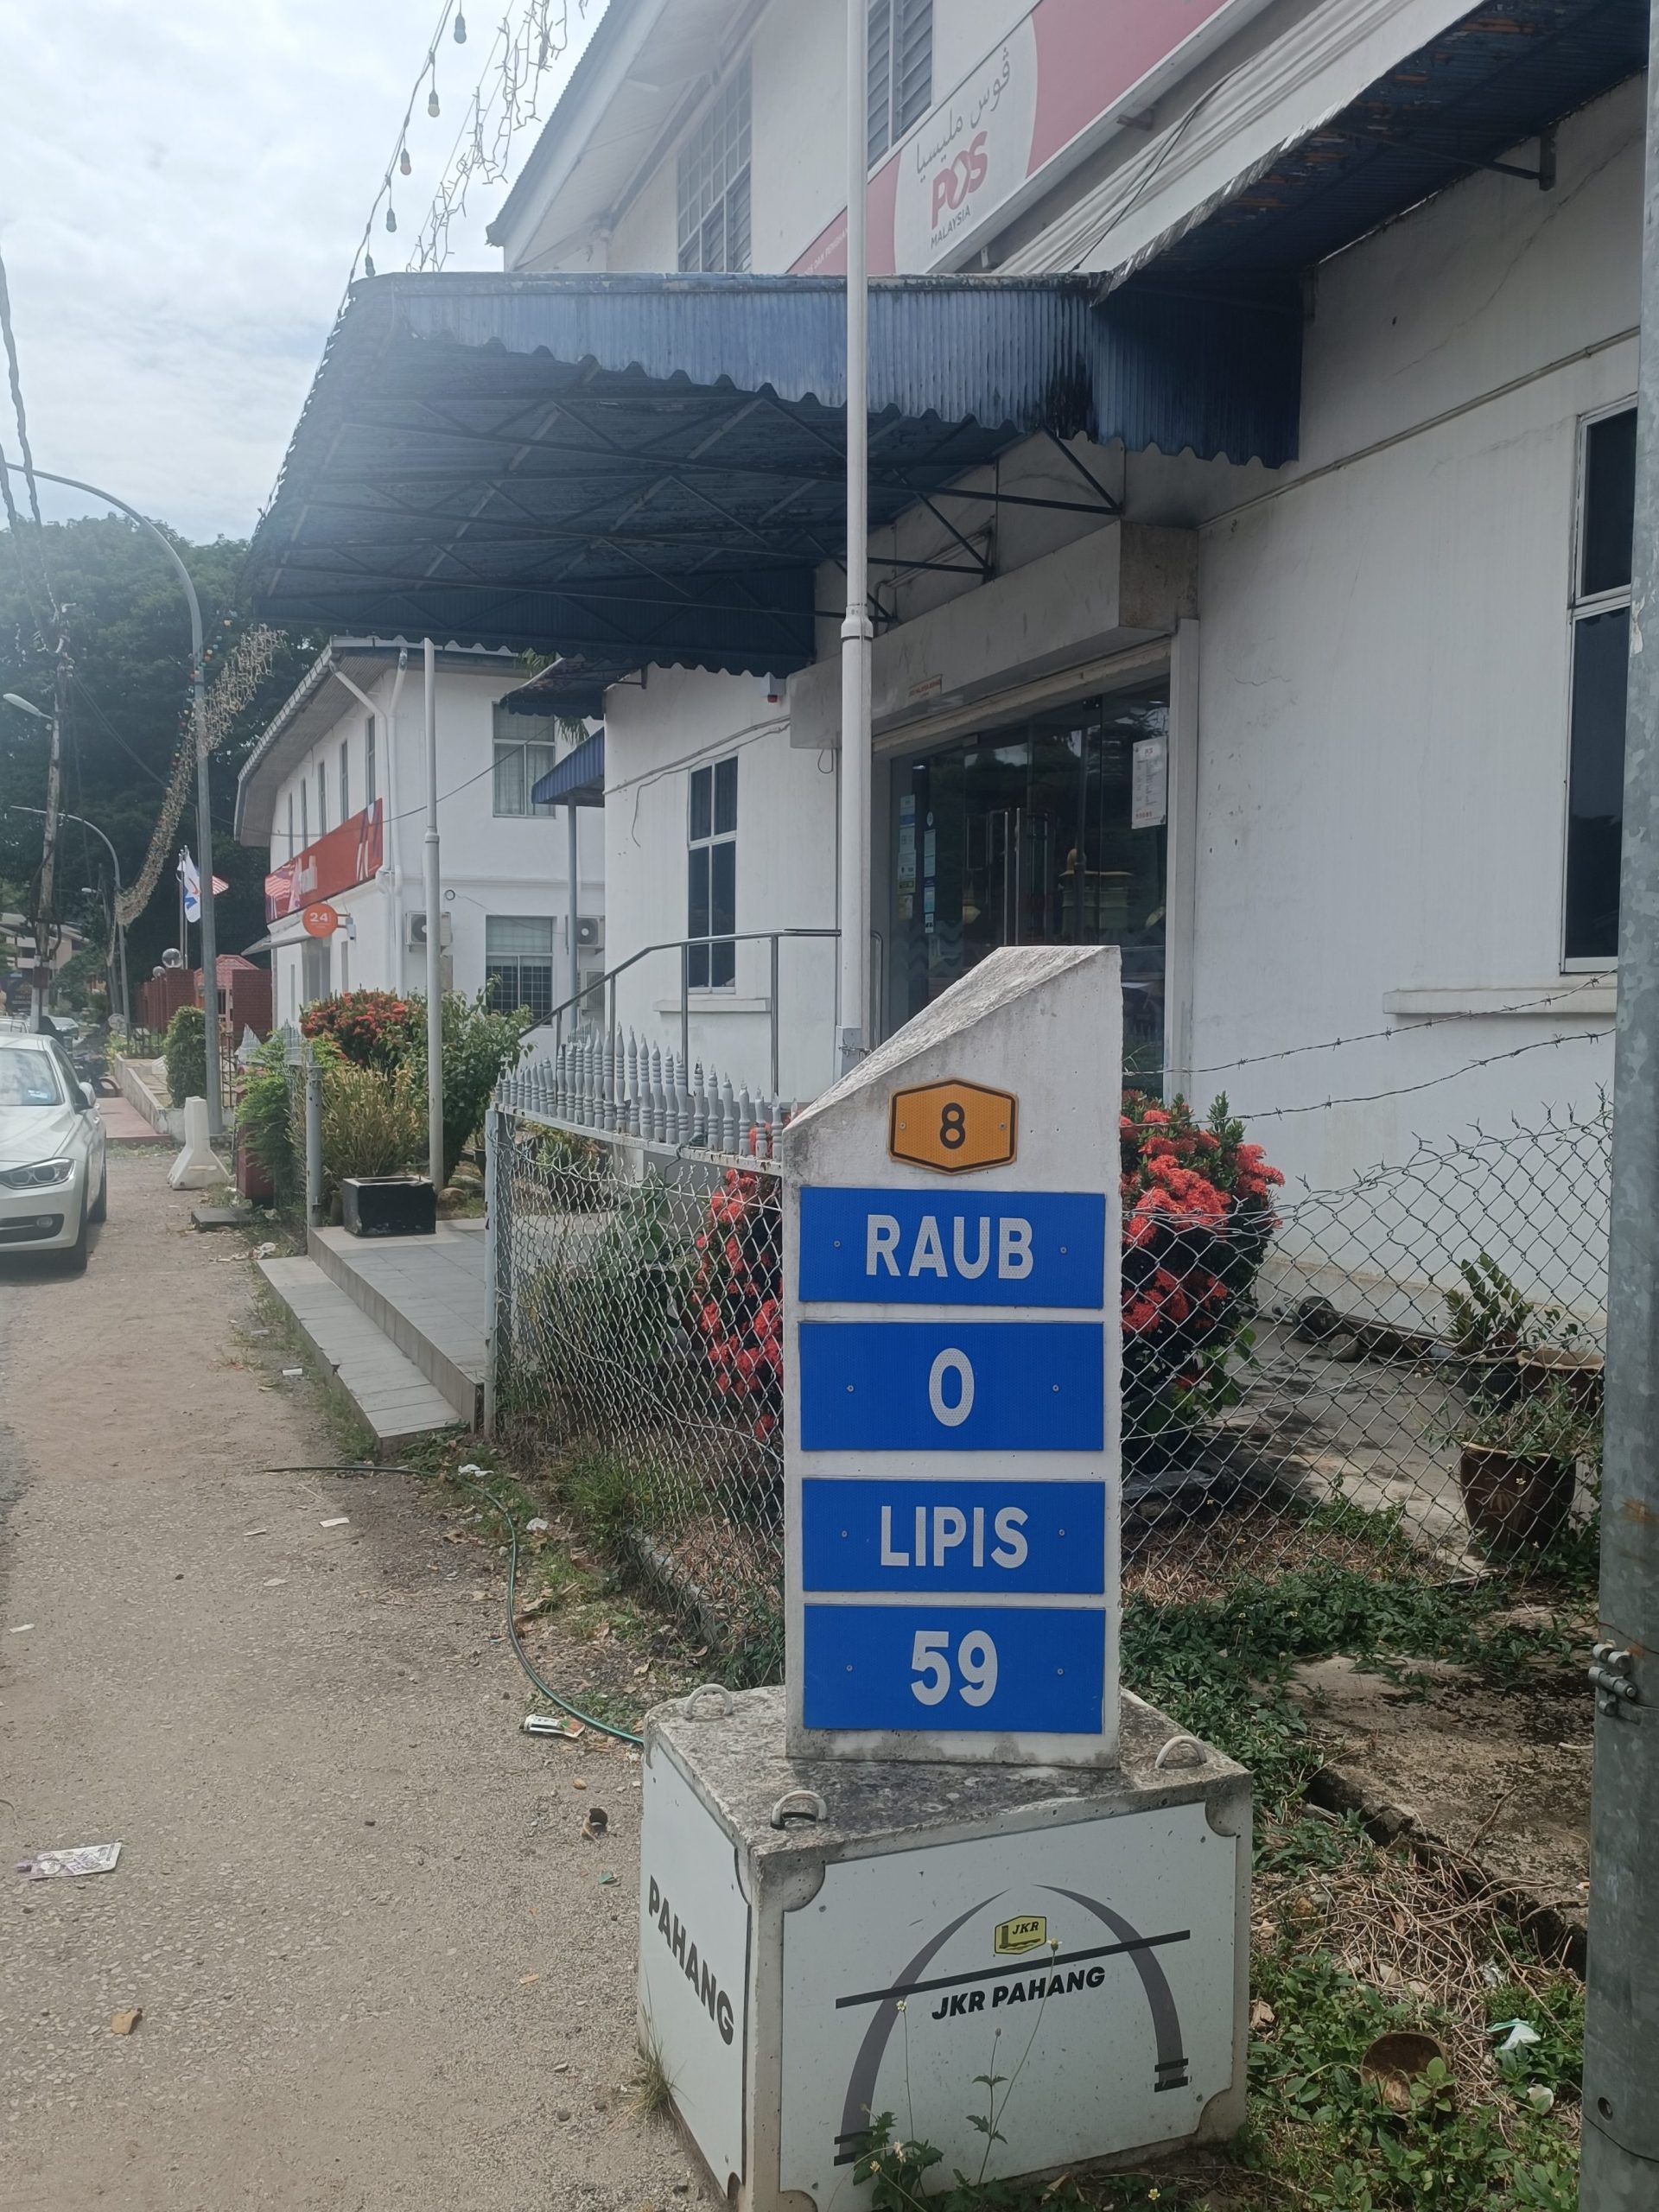 ڤوس مليسيا
POS
MALAYSIA
24
8
RAUB
0
LIPIS
59
PAHANG
JKR
JKR PAHANG